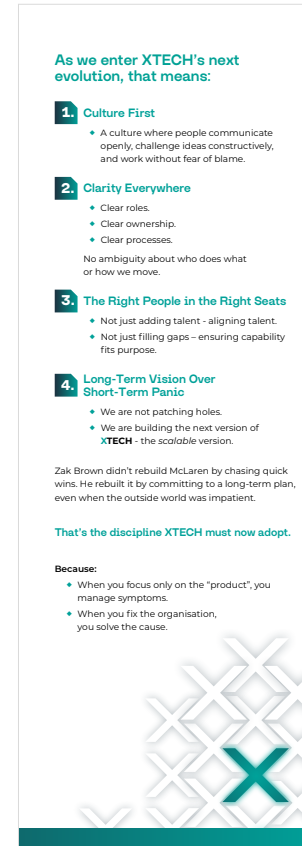 As we enter XTECH's next
evolution, that means:
1. Culture First
◆ A culture where people communicate
openly, challenge ideas constructively,
and work without fear of blame.
2. Clarity Everywhere
◆ Clear roles.
◆ Clear ownership.
◆ Clear processes.
No ambiguity about who does what
or how we move.
3. The Right People in the Right Seats
◆ Not just adding talent - aligning talent.
◆ Not just filling gaps – ensuring capability
fits purpose.
4. Long-Term Vision Over
Short-Term Panic
◆ We are not patching holes.
◆ We are building the next version of
XTECH - the scalable version.
Zak Brown didn't rebuild McLaren by chasing quick
wins. He rebuilt it by committing to a long-term plan,
even when the outside world was impatient.
That's the discipline XTECH must now adopt.
Because:
◆ When you focus only on the "product", you
manage symptoms.
◆ When you fix the organisation,
you solve the cause.